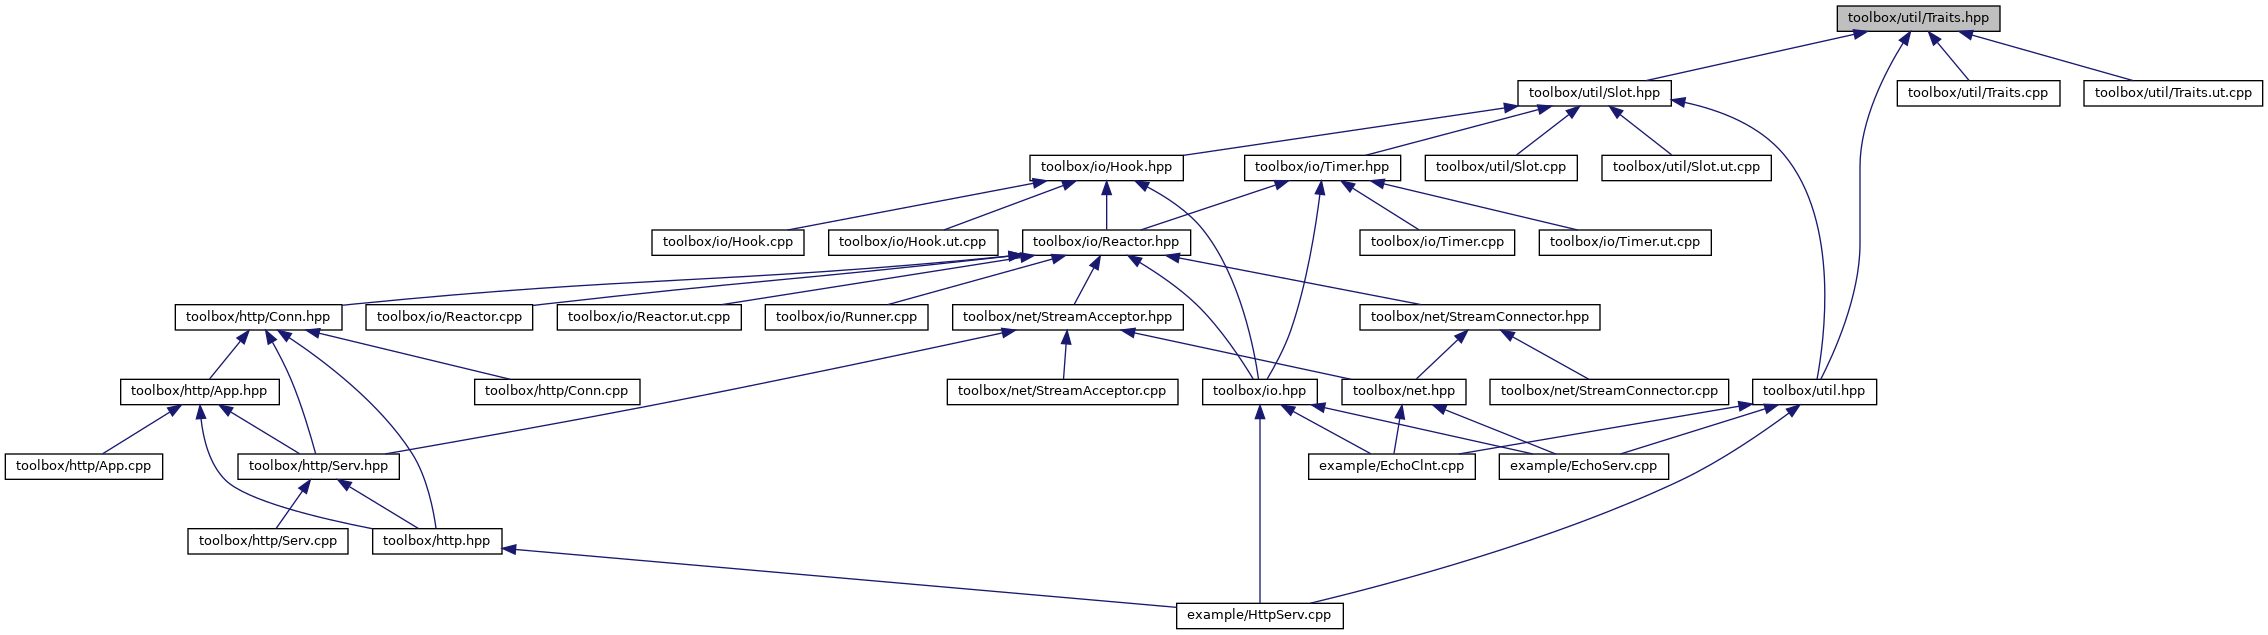 toolbox/util/Traits.hpp
toolbox/util/Slot.hpp
toolbox/util/Traits.cpp
toolbox/util/Traits.ut.cpp
toolbox/io/Hook.hpp
toolbox/io/Timer.hpp
toolbox/util/Slot.cpp
toolbox/util/Slot.ut.cpp
toolbox/io/Hook.cpp
toolbox/io/Hook.ut.cpp
toolbox/io/Reactor.hpp
toolbox/io/Timer.cpp
toolbox/io/Timer.ut.cpp
toolbox/http/Conn.hpp
toolbox/io/Reactor.cpp
toolbox/io/Reactor.ut.cpp
toolbox/io/Runner.cpp
toolbox/net/StreamAcceptor.hpp
toolbox/net/StreamConnector.hpp
toolbox/http/App.hpp
toolbox/http/Conn.cpp
toolbox/net/StreamAcceptor.cpp
toolbox/io.hpp
toolbox/net.hpp
toolbox/net/StreamConnector.cpp
toolbox/util.hpp
toolbox/http/App.cpp
toolbox/http/Serv.hpp
example/EchoClnt.cpp
example/EchoServ.cpp
toolbox/http/Serv.cpp
toolbox/http.hpp
example/HttpServ.cpp